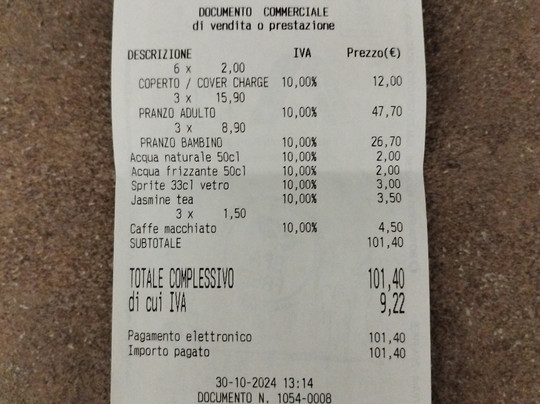 DOCUMENTO COMMERCIALE
di vendita o prestazione
DESCRIZIONE IVA Prezzo(€)
6 x 2,00
COPERTO / COVER CHARGE 10,00% 12,00
3 x 15,90
PRANZO ADULTO 10,00% 47,70
3 x 8,90
PRANZO BAMBINO 10,00% 26,70
Acqua naturale 50cl 10,00% 2,00
Acqua frizzante 50cl 10,00% 2,00
Sprite 33cl vetro 10,00% 3,00
Jasmine tea 10,00% 3,50
3 x 1,50
Caffe macchiato 10,00% 4,50
SUBTOTALE 101,40
TOTALE COMPLESSIVO 101,40
di cui IVA 9,22
Pagamento elettronico 101,40
Importo pagato 101,40
30-10-2024 13:14
DOCUMENTO N. 1054-0008